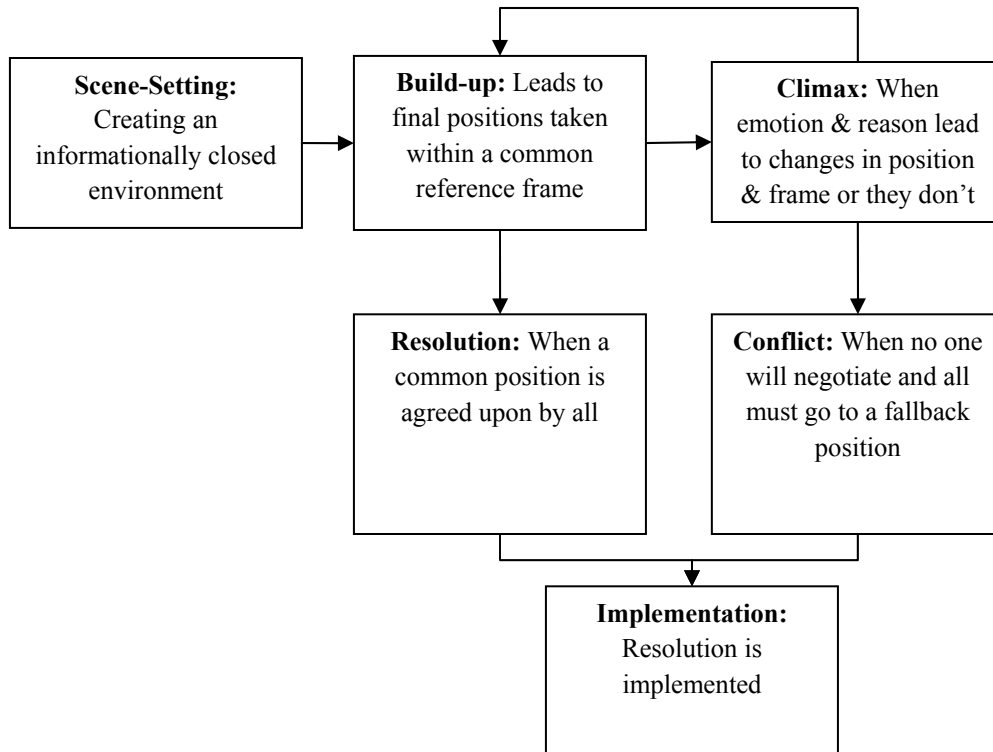 Scene-Setting:
Creating an
informationally closed
environment
Build-up: Leads to
final positions taken
within a common
reference frame
Climax: When
emotion & reason lead
to changes in position
& frame or they don’t
Resolution: When a
common position is
agreed upon by all
Conflict: When no one
will negotiate and all
must go to a fallback
position
Implementation:
Resolution is
implemented